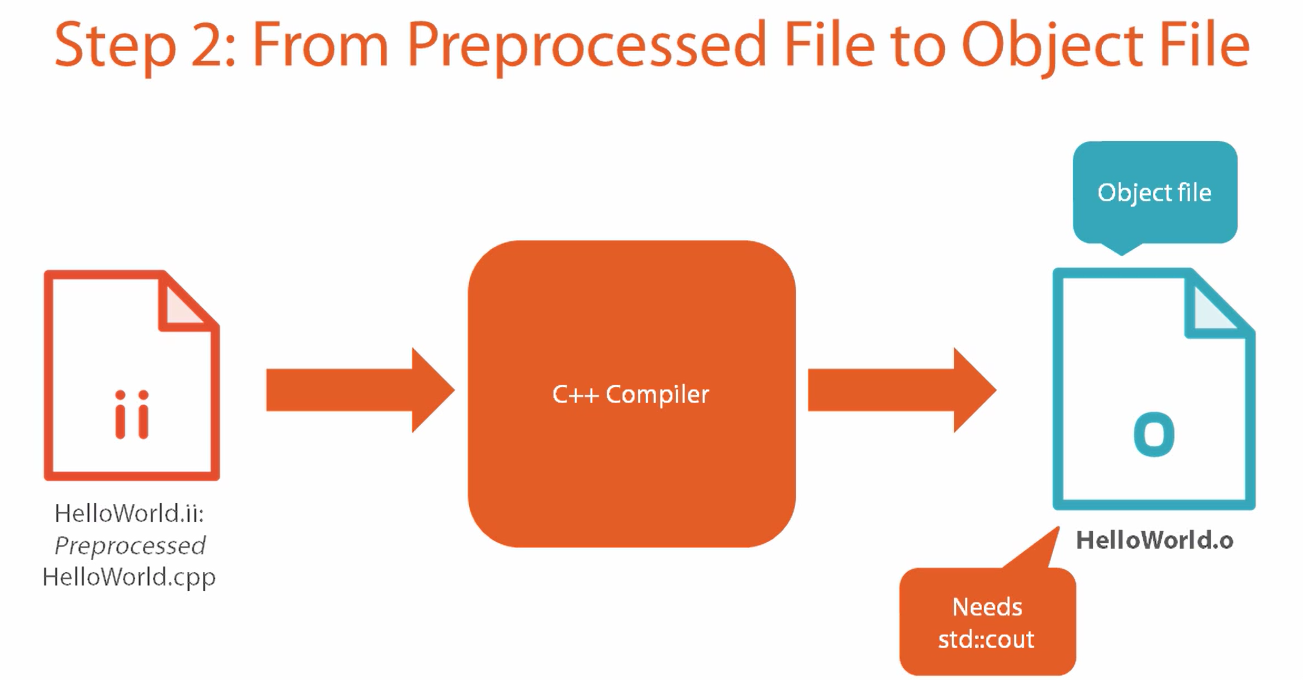 Step 2: From Preprocessed File to Object File
Object file
ii
C++ Compiler
o
HelloWorld.ii:
Preprocessed
HelloWorld.cpp
HelloWorld.o
Needs
std::cout